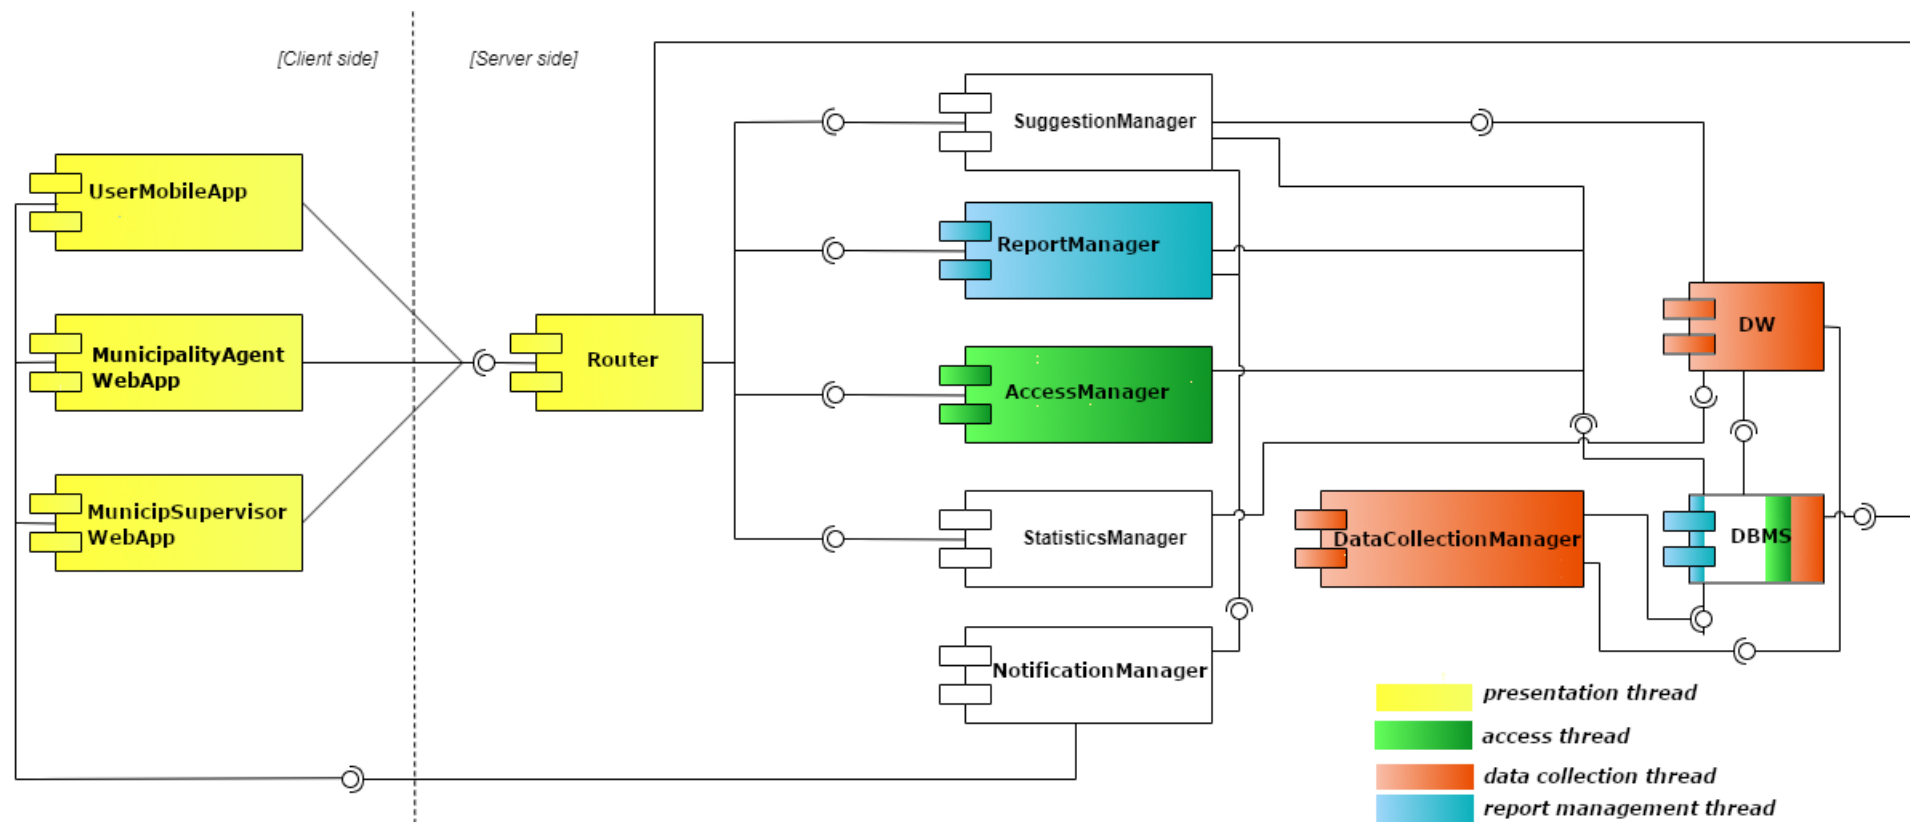 [Client side]
[Server side]
SuggestionManager
UserMobileApp
ReportManager
DW
MunicipalityAgent
WebApp
Router
AccessManager
MunicipSupervisor
WebApp
StatisticsManager
DataCollectionManager
DBMS
NotificationManager
presentation thread
access thread
data collection thread
report management thread